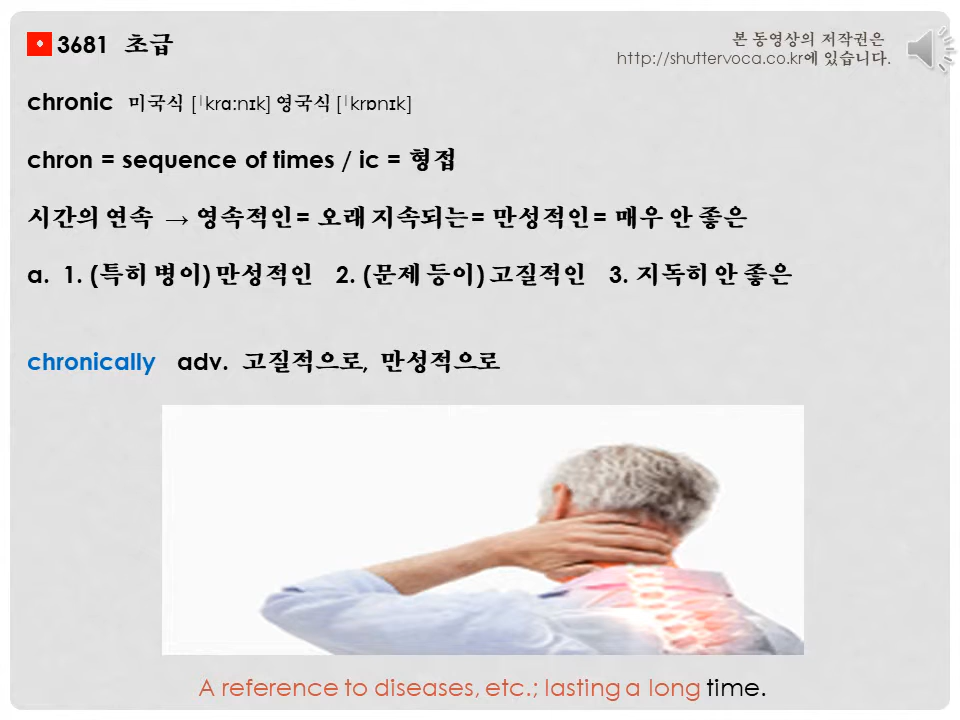 3681 초급
본 동영상의 저작권은
http://shuttervoca.co.kr에 있습니다.
chronic 미국식 [|krɑ:nɪk] 영국식 [|krɒnɪk]
chron = sequence of times / ic = 형접
시간의 연속 → 영속적인 = 오래 지속되는 = 만성적인 = 매우 안 좋은
a. 1. (특히 병이) 만성적인 2. (문제 등이) 고질적인 3. 지독히 안 좋은
chronically adv. 고질적으로, 만성적으로
A reference to diseases, etc.; lasting a long time.